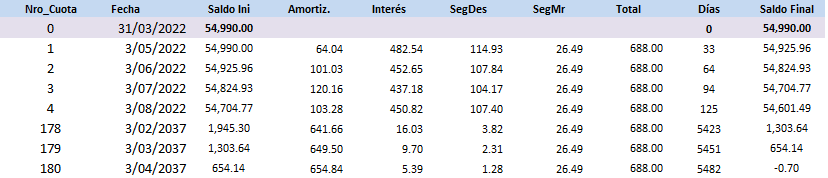 Nro_Cuota Fecha Saldo Ini Amortiz. Interés SegDes SegMr Total Días Saldo Final
0 31/03/2022 54,990.00 0 54,990.00
1 3/05/2022 54,990.00 64.04 482.54 114.93 26.49 688.00 33 54,925.96
2 3/06/2022 54,925.96 101.03 452.65 107.84 26.49 688.00 64 54,824.93
3 3/07/2022 54,824.93 120.16 437.18 104.17 26.49 688.00 94 54,704.77
4 3/08/2022 54,704.77 103.28 450.82 107.40 26.49 688.00 125 54,601.49
178 3/02/2037 1,945.30 641.66 16.03 3.82 26.49 688.00 5423 1,303.64
179 3/03/2037 1,303.64 649.50 9.70 2.31 26.49 688.00 5451 654.14
180 3/04/2037 654.14 654.84 5.39 1.28 26.49 688.00 5482 -0.70